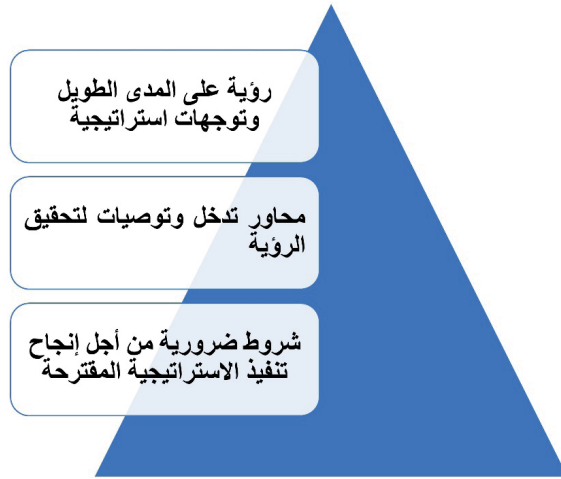 رؤية على المدى الطويل
وتوجهات استراتيجية
محاور تدخل وتوصيات لتحقيق
الرؤية
شروط ضرورية من أجل إنجاح
تنفيذ الاستراتيجية المقترحة